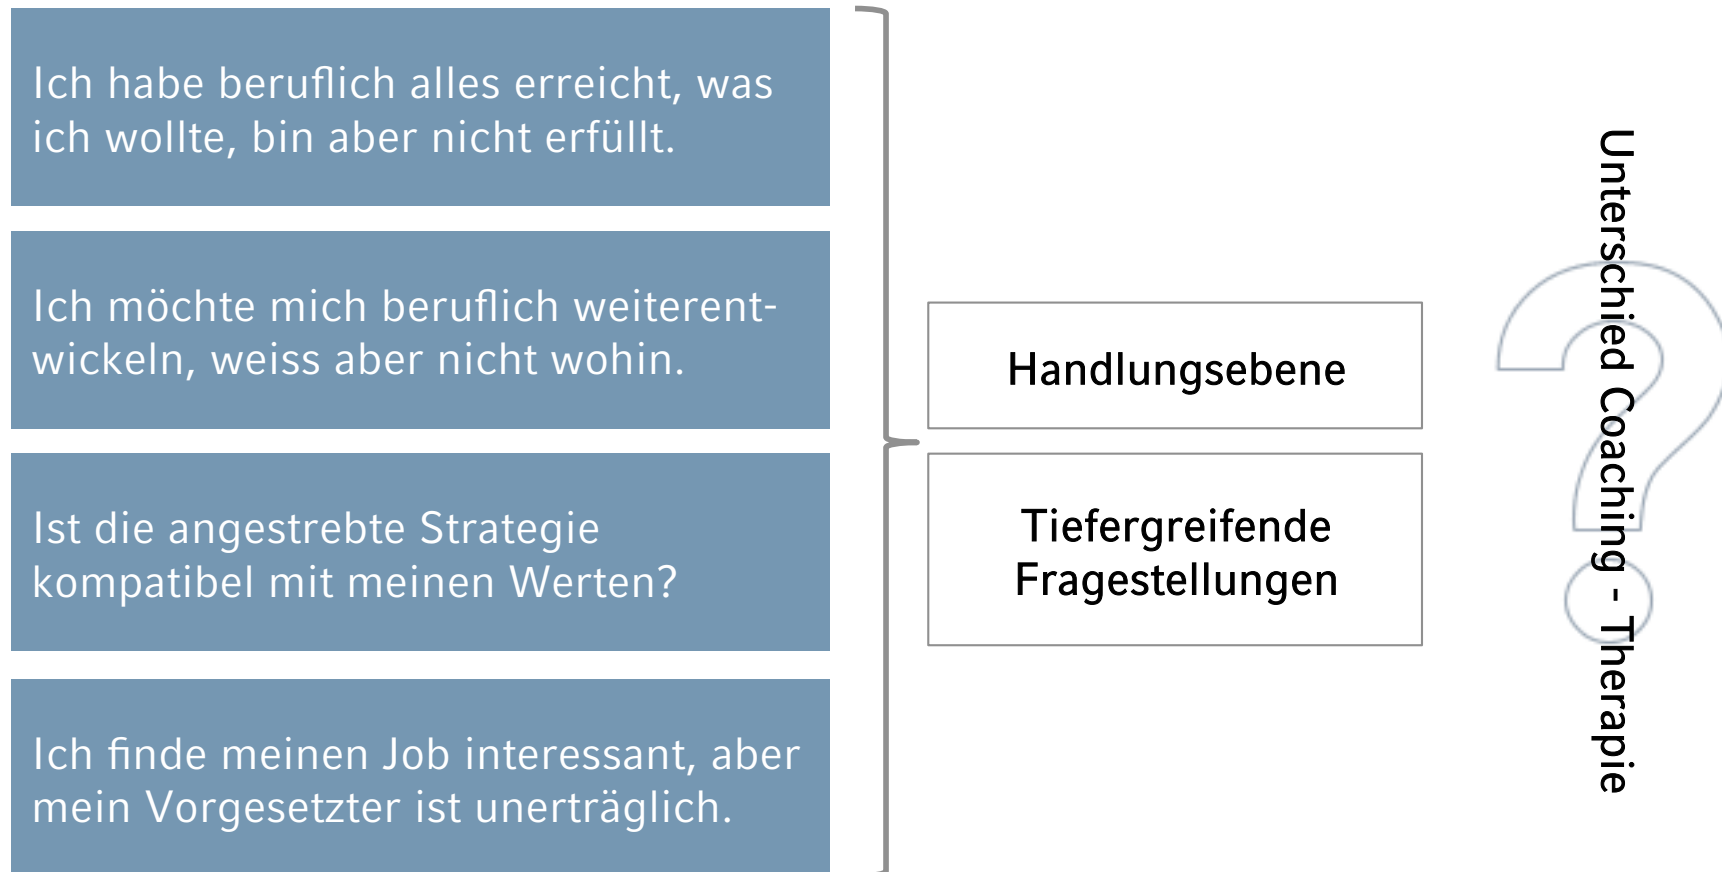 Ich habe beruflich alles erreicht, was
ich wollte, bin aber nicht erfüllt.
Ich möchte mich beruflich weiterent-
wickeln, weiss aber nicht wohin.
Ist die angestrebte Strategie
kompatibel mit meinen Werten?
Ich finde meinen Job interessant, aber
mein Vorgesetzter ist unerträglich.
Handlungsebene
Tiefergreifende
Fragestellungen
?
Unterschied Coaching - Therapie